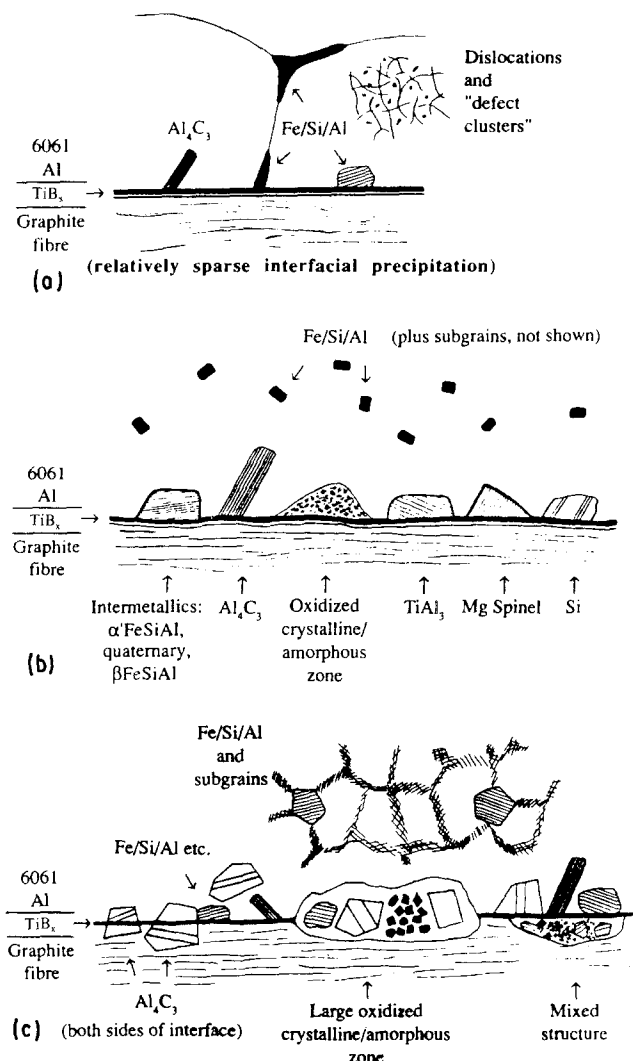 Dislocations
and
"defect
clusters"
Al₄C₃
Fe/Si/Al
6061
Al
TiBₓ
Graphite
fibre
(relatively sparse interfacial precipitation)
(a)
Fe/Si/Al (plus subgrains, not shown)
6061
Al
TiBₓ
Graphite
fibre
Intermetallics:
α'FeSiAl,
quaternary,
βFeSiAl
Al₄C₃
Oxidized
crystalline/
amorphous
zone
TiAl₃
Mg Spinel
Si
(b)
Fe/Si/Al
and
subgrains
Fe/Si/Al etc.
6061
Al
TiBₓ
Graphite
fibre
Al₄C₃
(both sides of interface)
Large oxidized
crystalline/amorphous
zone
Mixed
structure
(c)